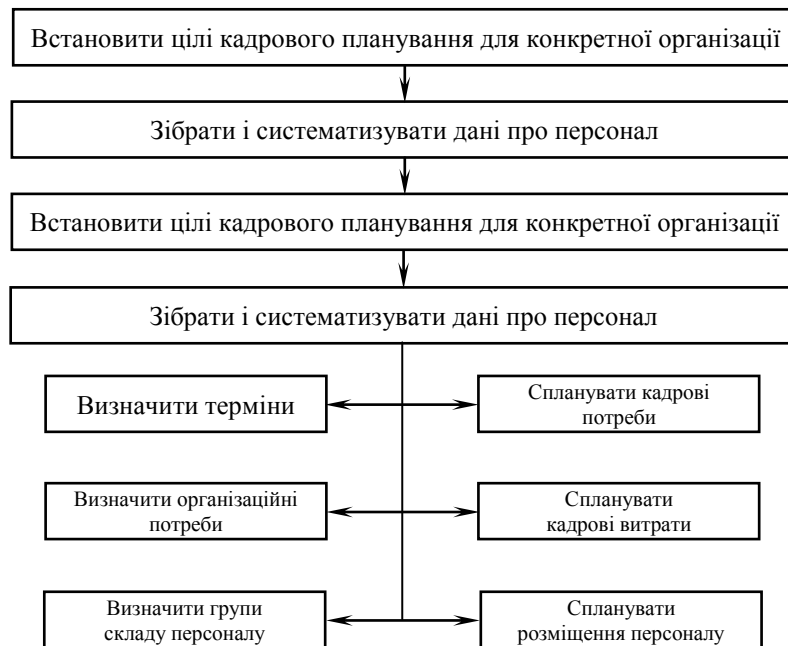 Встановити цілі кадрового планування для конкретної організації
Зібрати і систематизувати дані про персонал
Встановити цілі кадрового планування для конкретної організації
Зібрати і систематизувати дані про персонал
Визначити терміни
Спланувати кадрові
потреби
Визначити організаційні
потреби
Спланувати
кадрові витрати
Визначити групи
складу персоналу
Спланувати
розміщення персоналу